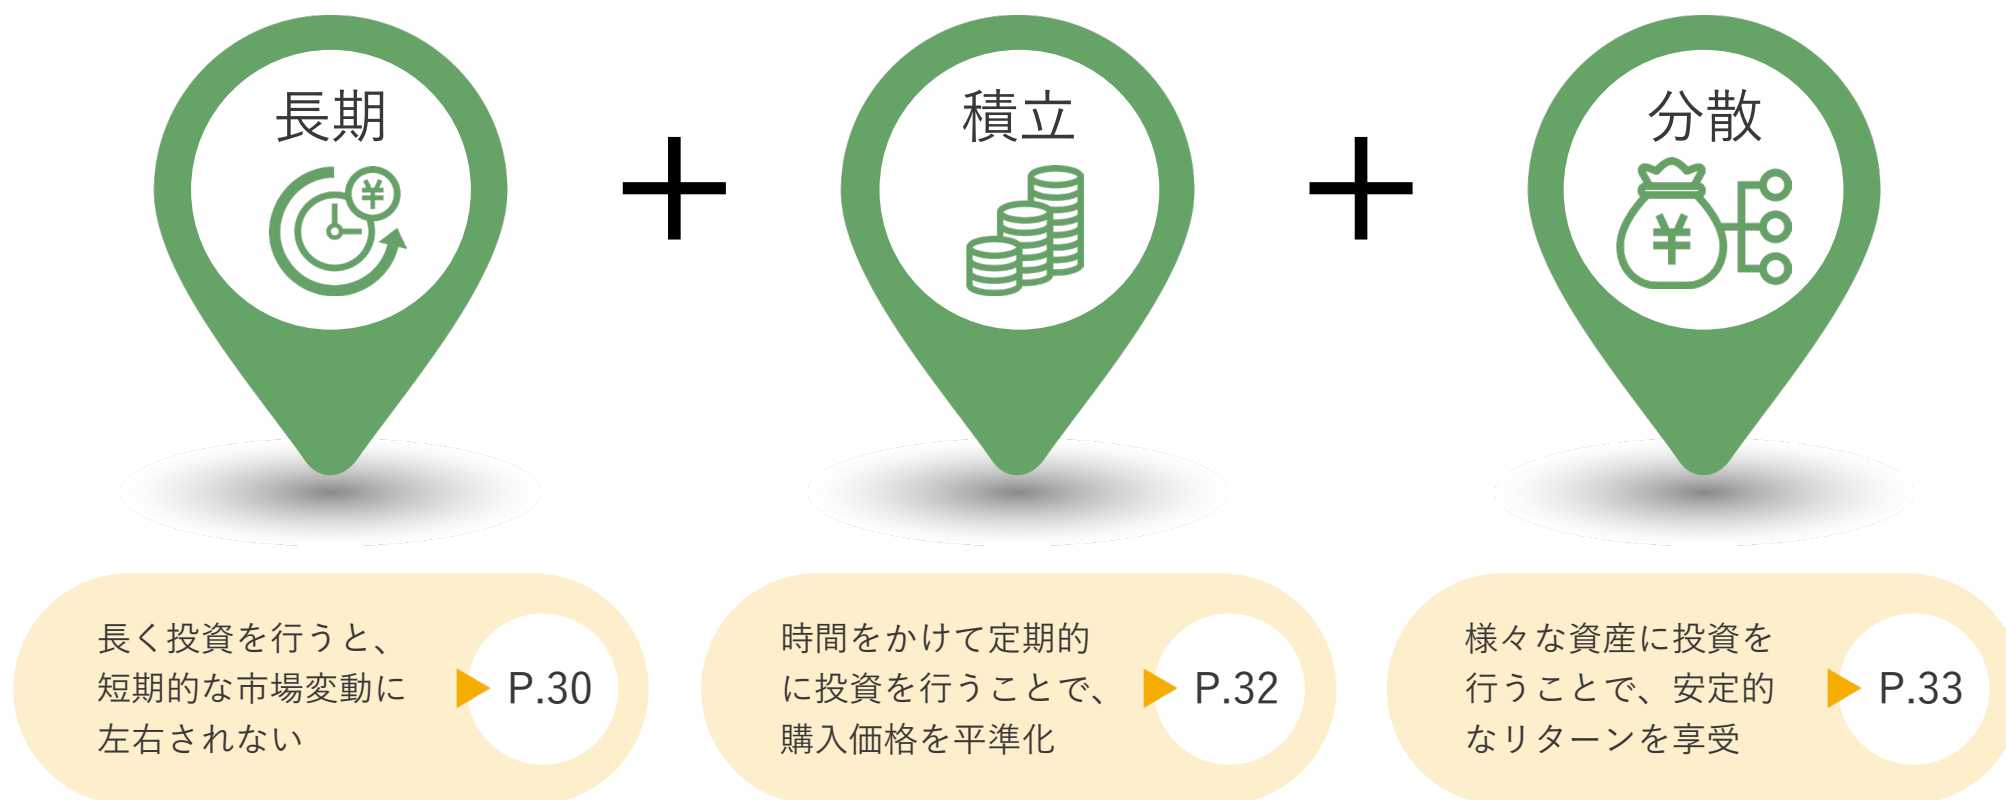 長期
積立
分散
長く投資を行うと、
短期的な市場変動に
左右されない
P.30
時間をかけて定期的
に投資を行うことで、
購入価格を平準化
P.32
様々な資産に投資を
行うことで、安定的
なリターンを享受
P.33